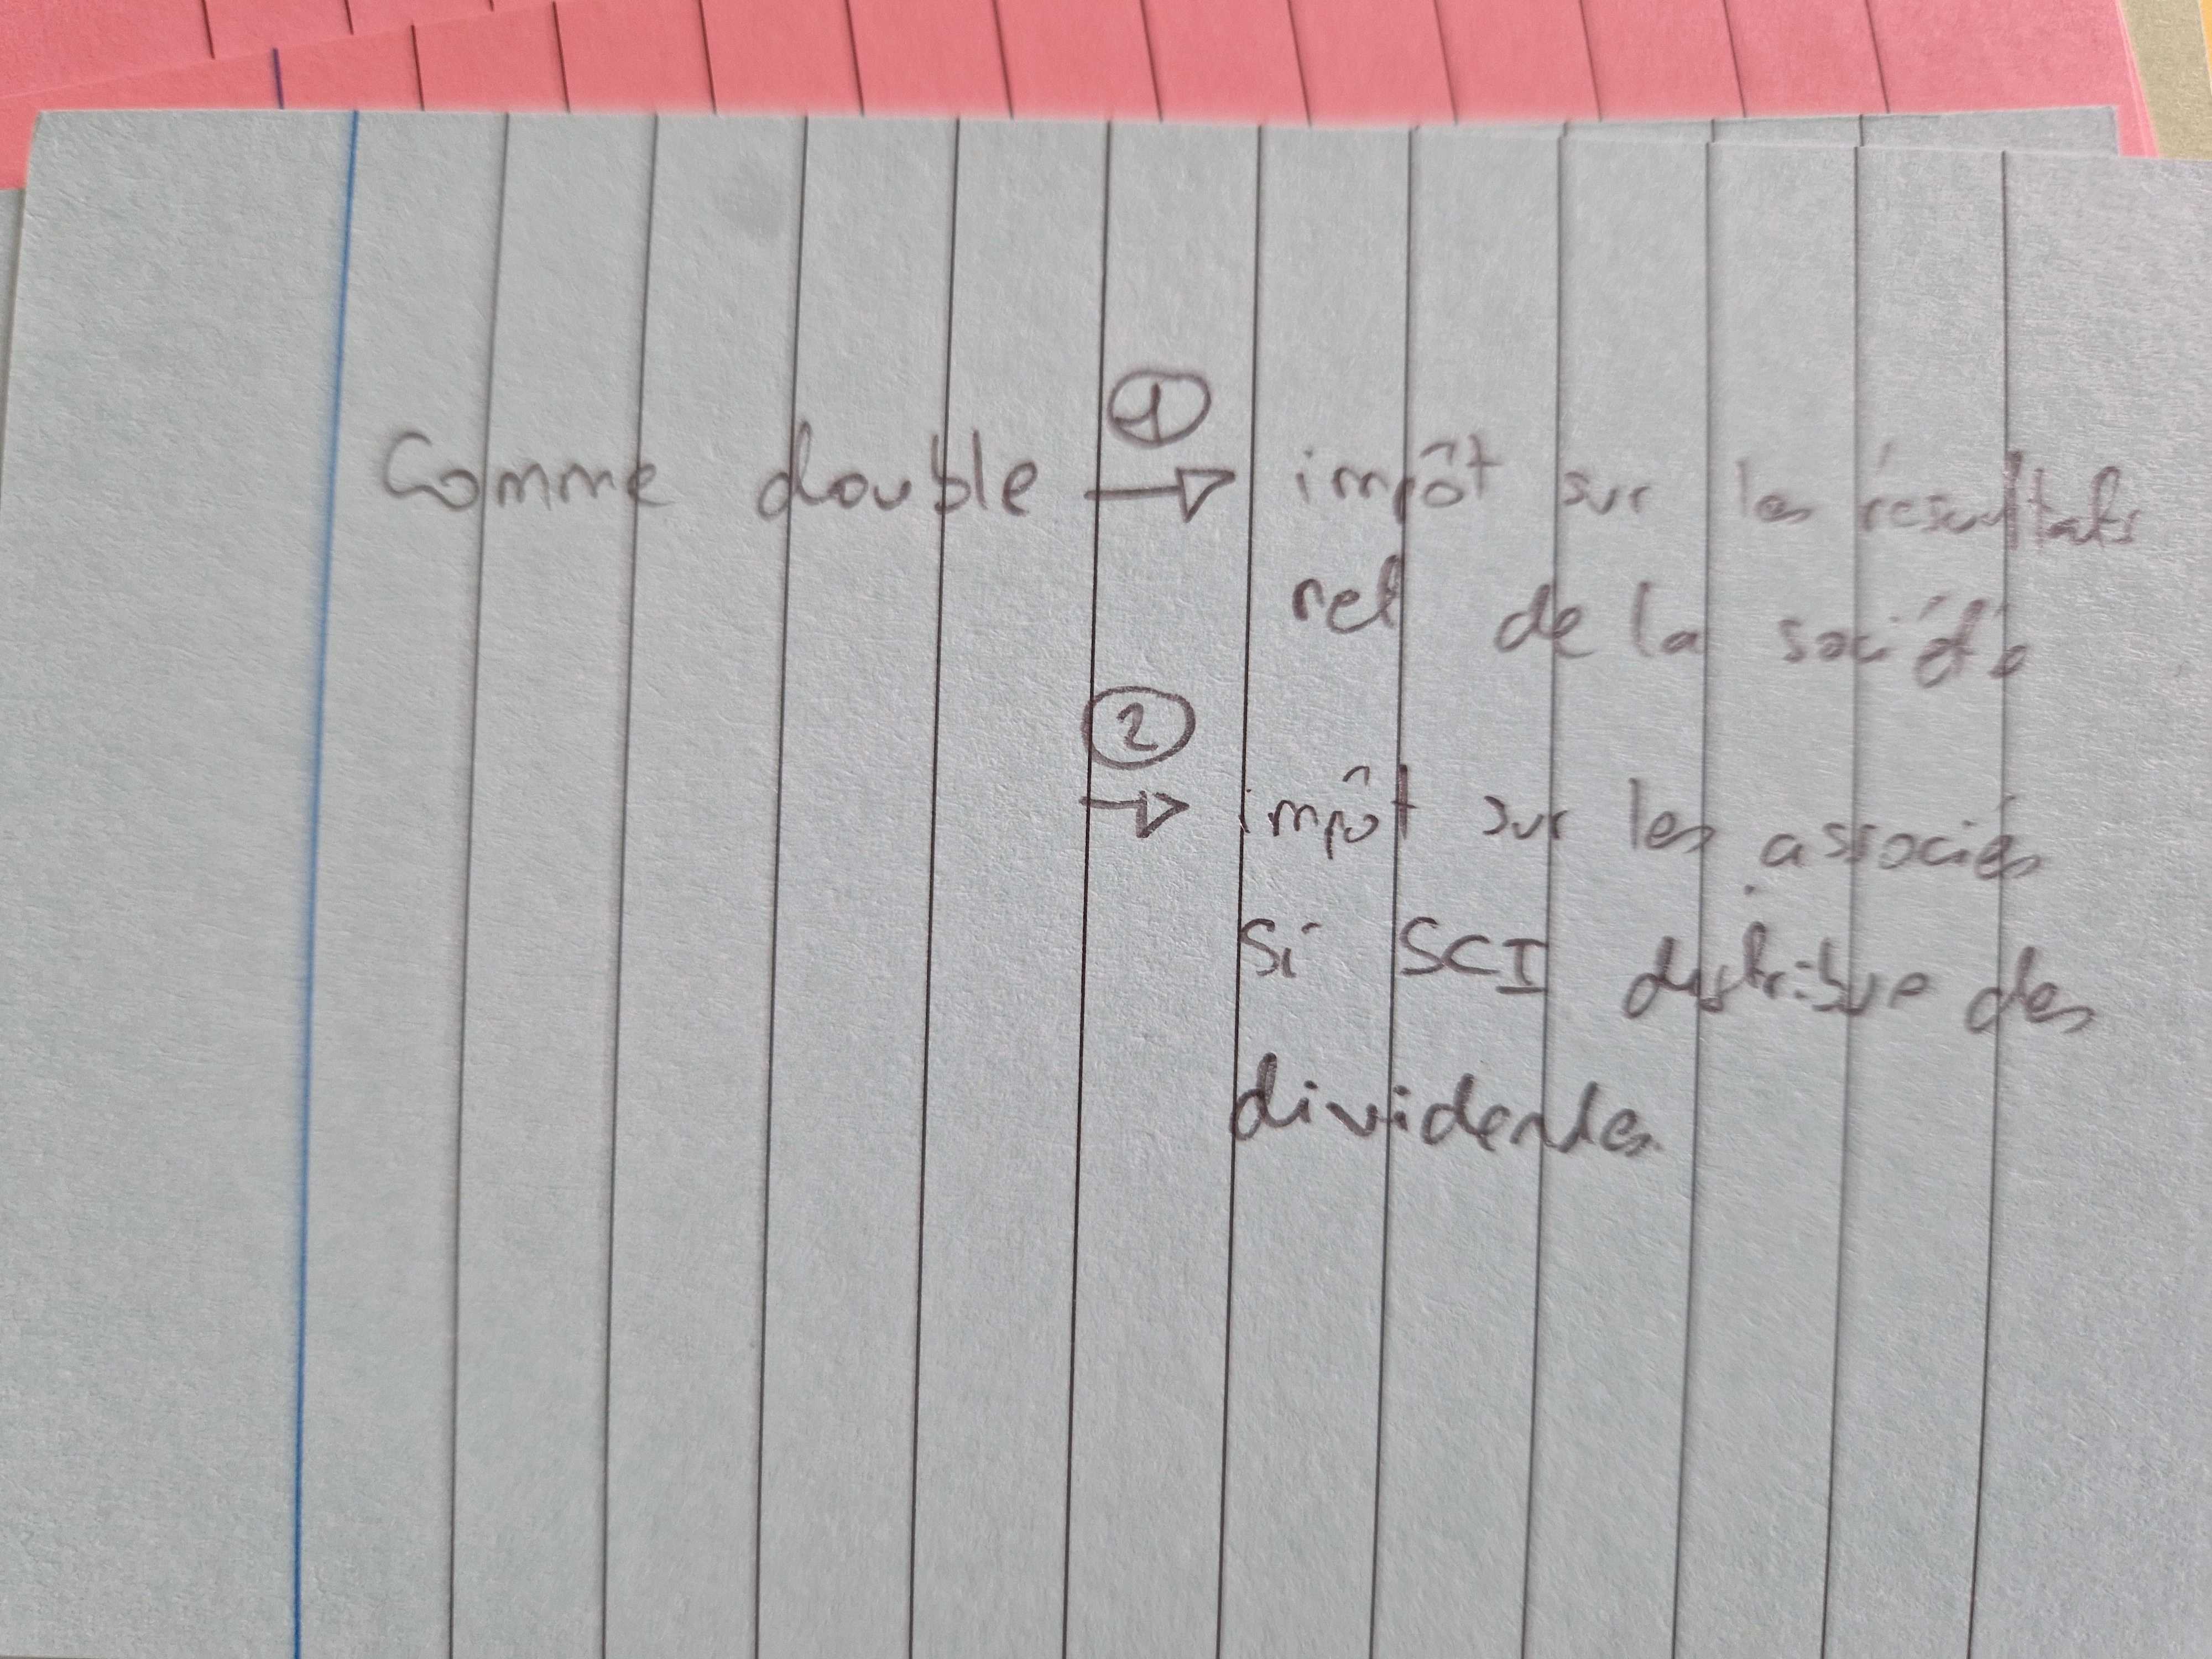 ①
Comme double → impôt sur les résultats
net de la société
②
→ impôt sur les associés
si SCI distribue des
dividendes